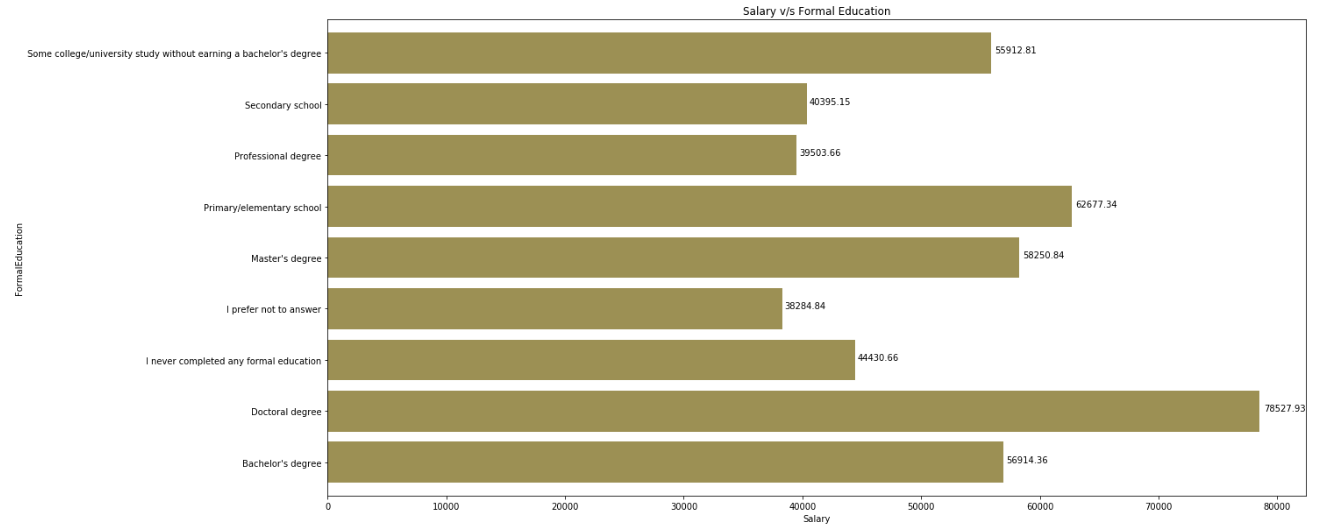 Salary v/s Formal Education
Some college/university study without earning a bachelor's degree
55912.81
Secondary school
40395.15
Professional degree
39503.66
Primary/elementary school
62677.34
Master's degree
58250.84
I prefer not to answer
38284.84
I never completed any formal education
44430.66
Doctoral degree
78527.93
Bachelor's degree
56914.36
FormalEducation
0 10000 20000 30000 40000 50000 60000 70000 80000
Salary